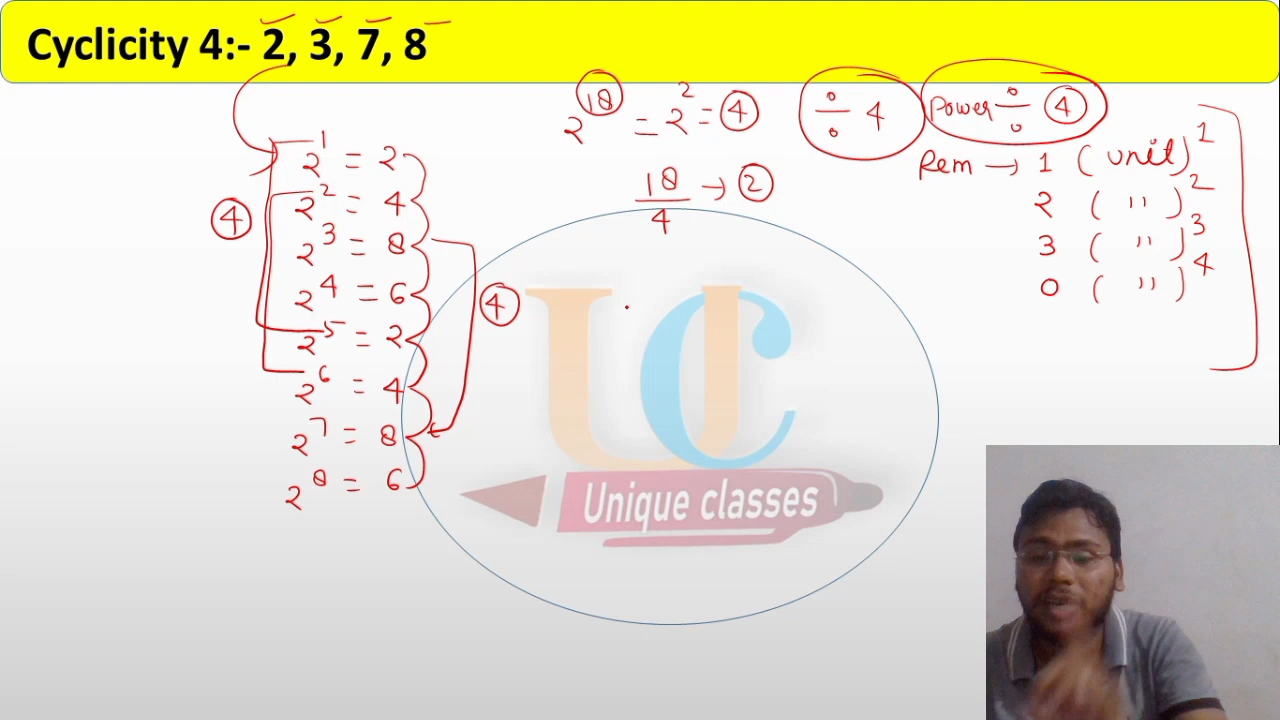 Cyclicity 4:- 2, 3, 7, 8
2^18 = 2^2 = 4
÷ 4
Power ÷ 4
18/4 → 2
Rem → 1 (unit)^1
2 ( " )^2
3 ( " )^3
0 ( " )^4
2^1 = 2
2^2 = 4
2^3 = 8
2^4 = 6
2^5 = 2
2^6 = 4
2^7 = 8
2^8 = 6
4
4
UC
Unique classes